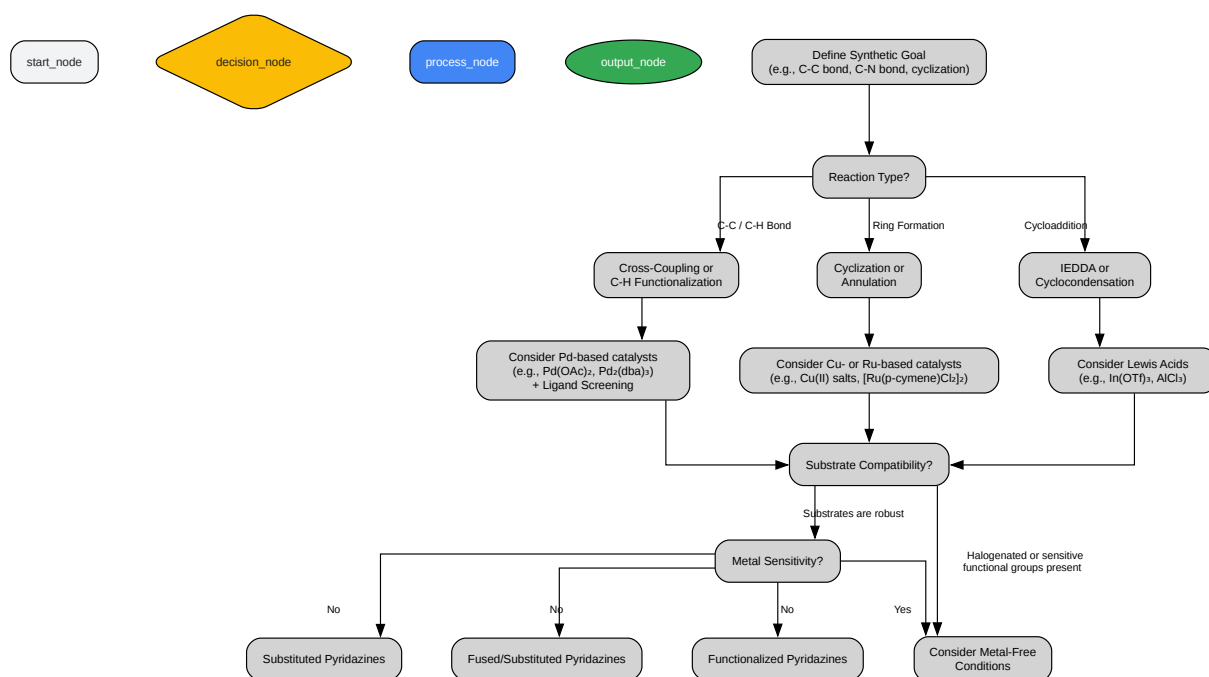 start_node
decision_node
process_node
output_node
Define Synthetic Goal
(e.g., C-C bond, C-N bond, cyclization)
Reaction Type?
C-C / C-H Bond
Ring Formation
Cycloaddition
Cross-Coupling or
C-H Functionalization
Cyclization or
Annulation
IEDDA or
Cyclocondensation
Consider Pd-based catalysts
(e.g., Pd(OAc)₂, Pd₂(dba)₃)
+ Ligand Screening
Consider Cu- or Ru-based catalysts
(e.g., Cu(II) salts, [Ru(p-cymene)Cl₂]₂)
Consider Lewis Acids
(e.g., In(OTf)₃, AlCl₃)
Substrate Compatibility?
Substrates are robust
Halogenated or sensitive
functional groups present
Metal Sensitivity?
No
No
No
Yes
Substituted Pyridazines
Fused/Substituted Pyridazines
Functionalized Pyridazines
Consider Metal-Free
Conditions